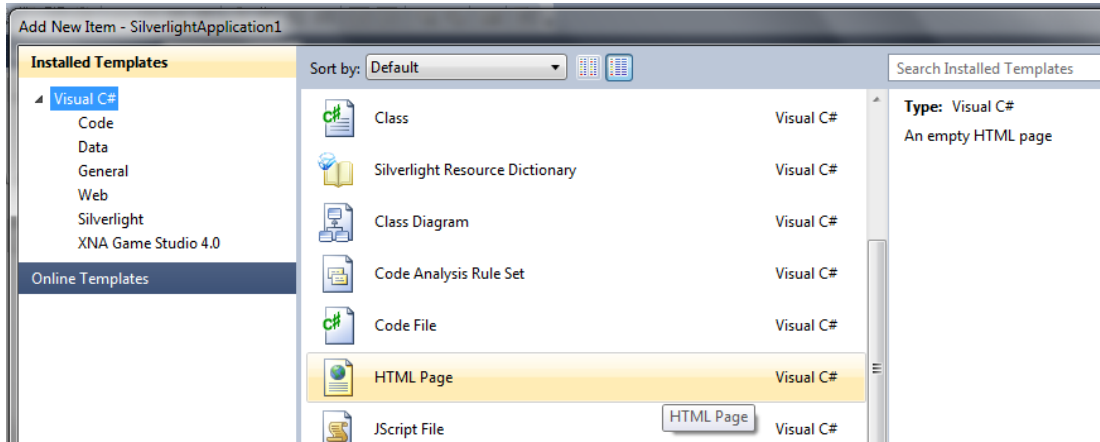 Add New Item - SilverlightApplication1
Installed Templates
Sort by: Default
Search Installed Templates
Visual C#
Code
Data
General
Web
Silverlight
XNA Game Studio 4.0
Online Templates
Class Visual C#
Silverlight Resource Dictionary Visual C#
Class Diagram Visual C#
Code Analysis Rule Set Visual C#
Code File Visual C#
HTML Page Visual C#
HTML Page
JScript File Visual C#
Type: Visual C#
An empty HTML page